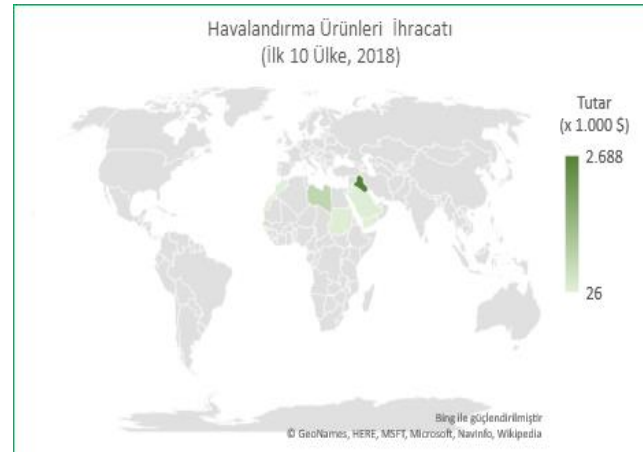 Havalandırma Ürünleri İhracatı
(İlk 10 Ülke, 2018)
Tutar
(x 1.000 $)
2.688
26
Bing ile güçlendirilmiştir
© GeoNames, HERE, MSFT, Microsoft, NavInfo, Wikipedia